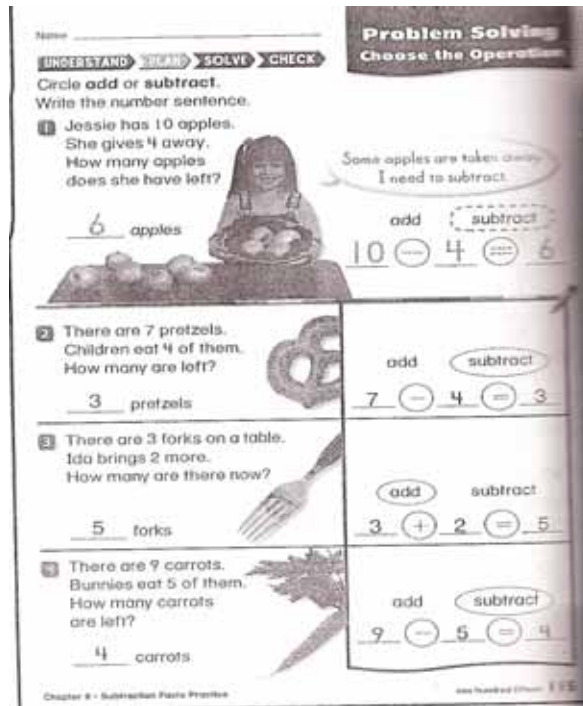 Name
Problem Solving
Choose the Operation
UNDERSTAND PLAN SOLVE CHECK
Circle add or subtract.
Write the number sentence.
1 Jessie has 10 apples.
She gives 4 away.
How many apples
does she have left?
6 apples
Some apples are taken away.
I need to subtract.
add subtract
10 − 4 = 6
2 There are 7 pretzels.
Children eat 4 of them.
How many are left?
3 pretzels
add subtract
7 − 4 = 3
3 There are 3 forks on a table.
Ida brings 2 more.
How many are there now?
5 forks
add subtract
3 + 2 = 5
4 There are 9 carrots.
Bunnies eat 5 of them.
How many carrots
are left?
4 carrots
add subtract
9 − 5 = 4
Chapter • Subtraction Facts Practice
one hundred fifteen 115